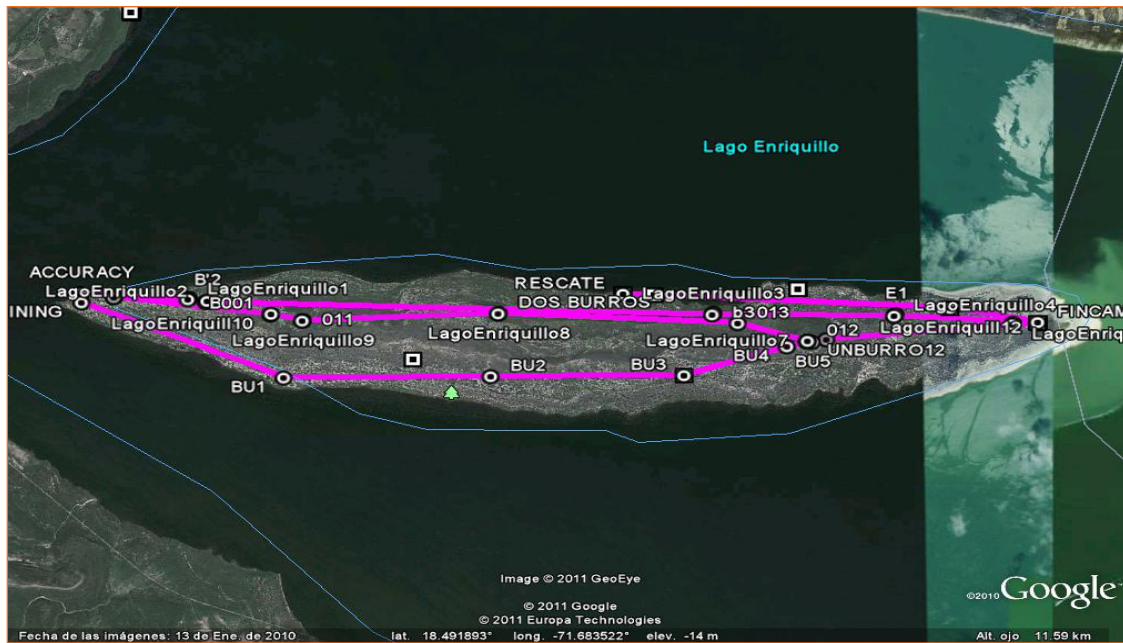 Lago Enriquillo
ACCURACY
B'2
RESCATE
E1
LagoEnriquillo2
LagoEnriquillo1
LagoEnriquillo3
B001
DOS BURROS
LagoEnriquillo4
INING
b3013
FINCAM
LagoEnriquill10
011
LagoEnriquill12
LagoEnriq
LagoEnriquillo9
LagoEnriquillo8
LagoEnriquillo7
012
UNBURRO12
BU1
BU2
BU3
BU4
BU5
Image © 2011 GeoEye
© 2011 Google
© 2011 Europa Technologies
©2010 Google
Fecha de las imágenes: 13 de Ene. de 2010 lat. 18.491893° long. -71.683522° elev. -14 m Alt. ojo 11.59 km